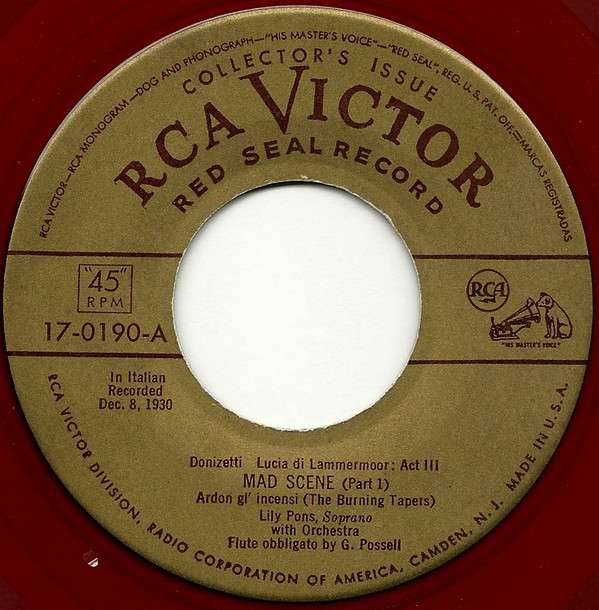 RCA VICTOR—RCA MONOGRAM—DOG AND PHONOGRAPH—"HIS MASTER'S VOICE"—"RED SEAL", REG. U.S. PAT. OFF.—MARCAS REGISTRADAS
COLLECTOR'S ISSUE
RCA VICTOR
RED SEAL RECORD
"45"
RPM
17-0190-A
RCA
"HIS MASTER'S VOICE"
In Italian
Recorded
Dec. 8, 1930
Donizetti Lucia di Lammermoor: Act III
MAD SCENE (Part 1)
Ardon gl' incensi (The Burning Tapers)
Lily Pons, Soprano
with Orchestra
Flute obbligato by G. Possell
RCA VICTOR DIVISION, RADIO CORPORATION OF AMERICA, CAMDEN, N. J. MADE IN U.S.A.